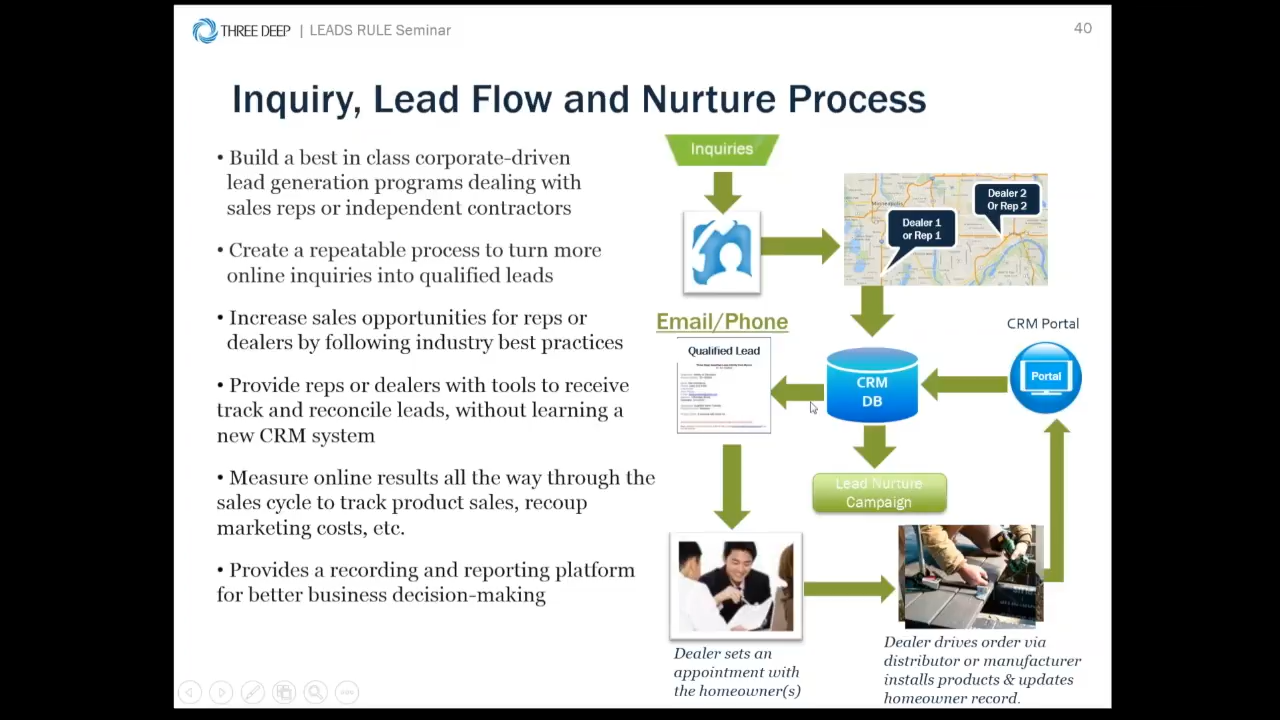 THREE DEEP | LEADS RULE Seminar
40
Inquiry, Lead Flow and Nurture Process
• Build a best in class corporate-driven
lead generation programs dealing with
sales reps or independent contractors
• Create a repeatable process to turn more
online inquiries into qualified leads
• Increase sales opportunities for reps or
dealers by following industry best practices
• Provide reps or dealers with tools to receive
track and reconcile leads, without learning a
new CRM system
• Measure online results all the way through the
sales cycle to track product sales, recoup
marketing costs, etc.
• Provides a recording and reporting platform
for better business decision-making
Inquiries
Dealer 1
or Rep 1
Dealer 2
Or Rep 2
Email/Phone
Qualified Lead
CRM
DB
CRM Portal
Portal
Lead Nurture
Campaign
Dealer sets an
appointment with
the homeowner(s)
Dealer drives order via
distributor or manufacturer
installs products & updates
homeowner record.